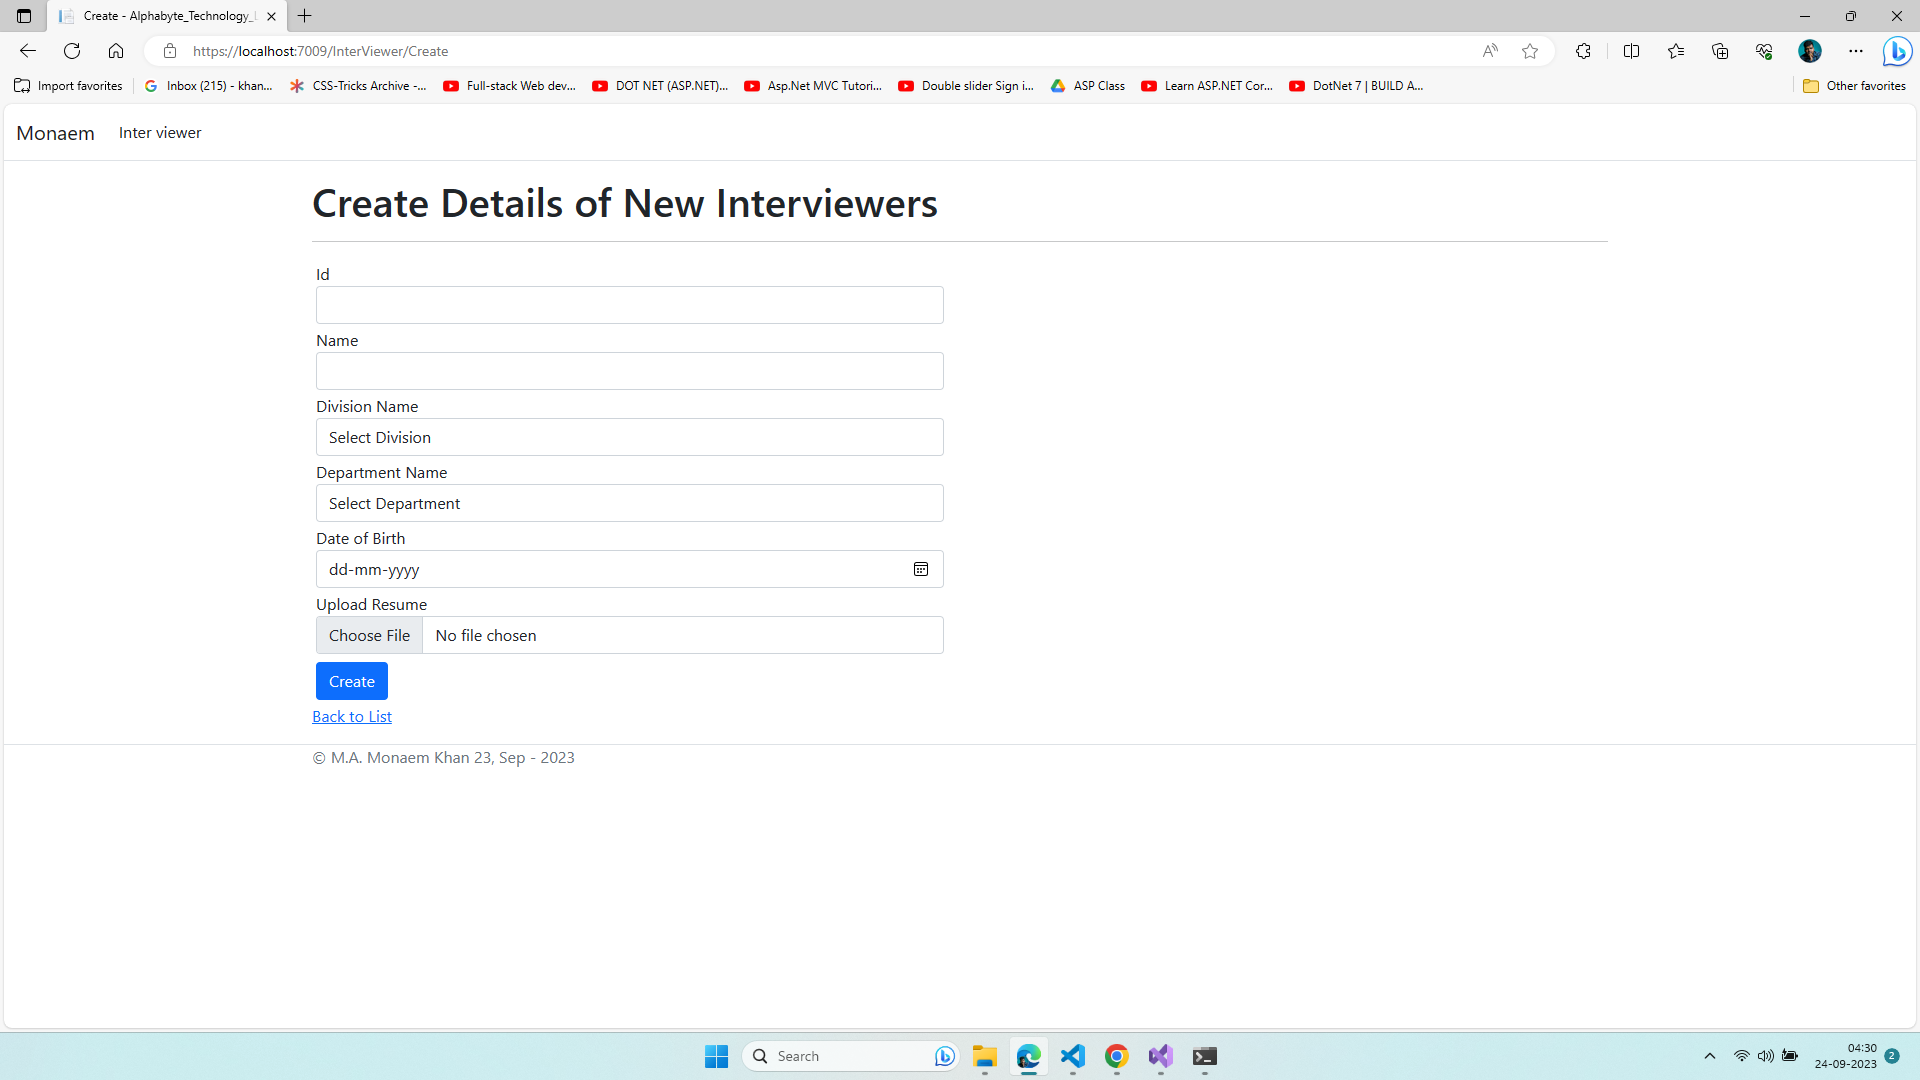 Create - Alphabyte_Technology_L
https://localhost:7009/InterViewer/Create
Import favorites
Inbox (215) - khan...
CSS-Tricks Archive -...
Full-stack Web dev...
DOT NET (ASP.NET)...
Asp.Net MVC Tutori...
Double slider Sign i...
ASP Class
Learn ASP.NET Cor...
DotNet 7 | BUILD A...
Other favorites
Monaem
Inter viewer
Create Details of New Interviewers
Id
Name
Division Name
Select Division
Department Name
Select Department
Date of Birth
dd-mm-yyyy
Upload Resume
Choose File No file chosen
Create
Back to List
© M.A. Monaem Khan 23, Sep - 2023
Search
04:30
24-09-2023
2